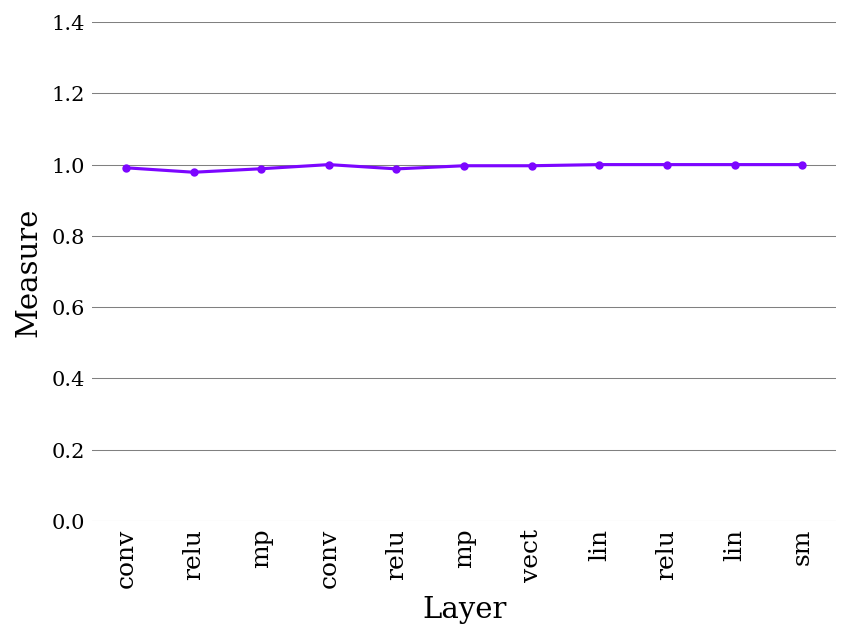 1.4
1.2
1.0
0.8
0.6
0.4
0.2
0.0
Measure
conv
relu
mp
conv
relu
mp
vect
lin
relu
lin
sm
Layer